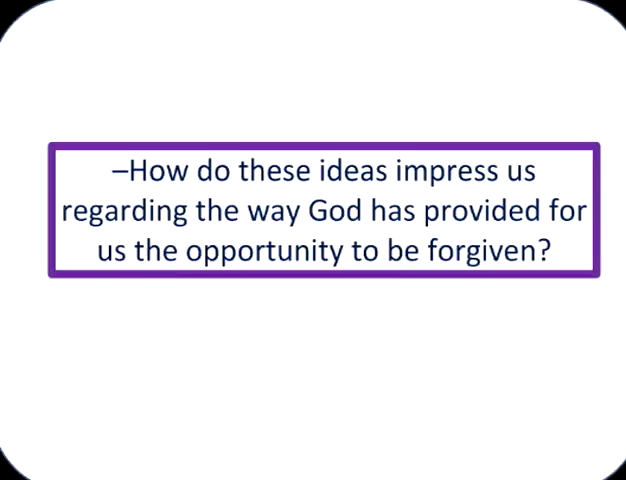 –How do these ideas impress us
regarding the way God has provided for
us the opportunity to be forgiven?